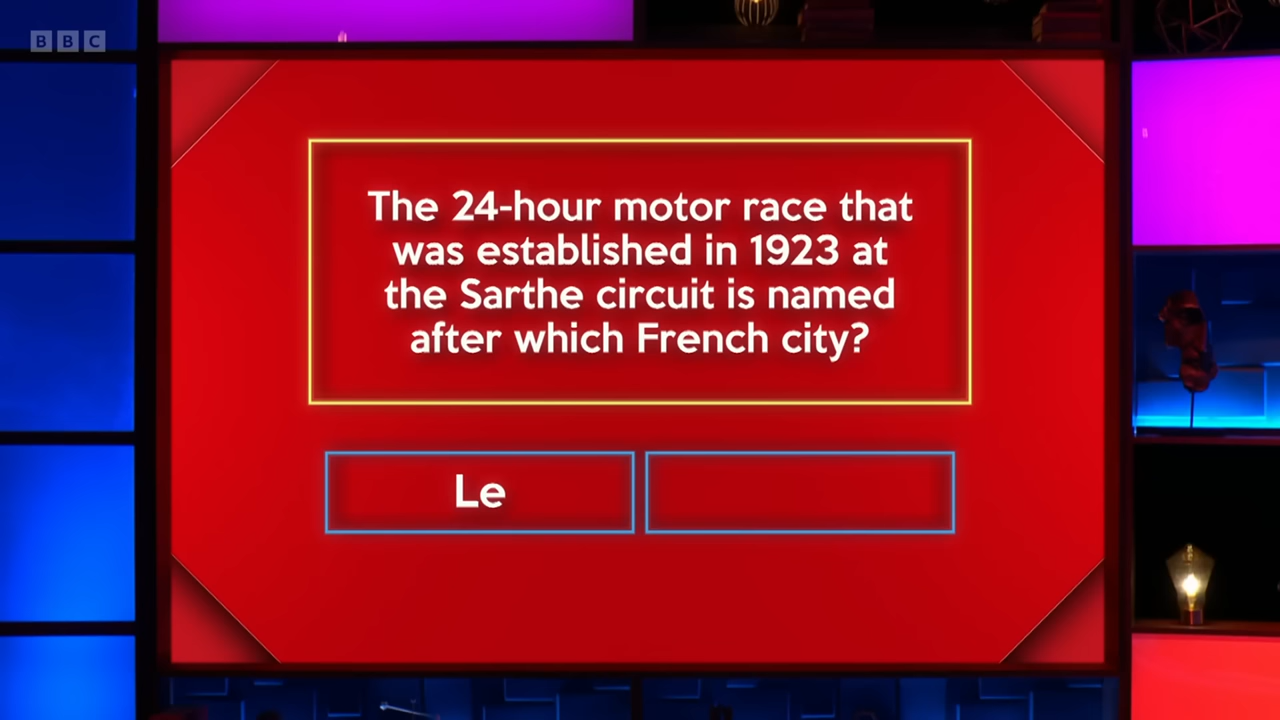 BBC
The 24-hour motor race that
was established in 1923 at
the Sarthe circuit is named
after which French city?
Le